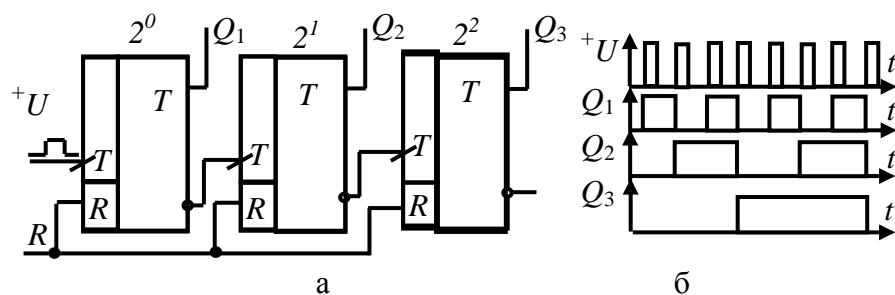 2⁰ Q₁ 2¹ Q₂ 2² Q₃
T T T
⁺U
T T T
R R R
R
а
⁺U t
Q₁ t
Q₂ t
Q₃ t
б